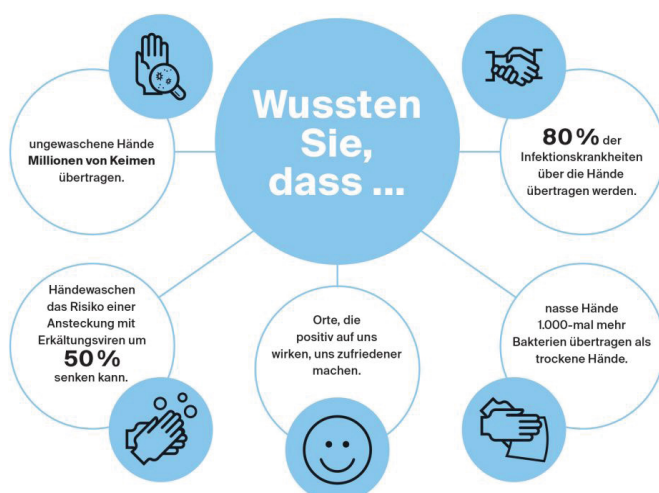 Wussten
Sie,
dass ...
ungewaschene Hände
Millionen von Keimen
übertragen.
80 % der
Infektionskrankheiten
über die Hände
übertragen werden.
Händewaschen
das Risiko einer
Ansteckung mit
Erkältungsviren um
50 %
senken kann.
Orte, die
positiv auf uns
wirken, uns zufriedener
machen.
nasse Hände
1.000-mal mehr
Bakterien übertragen als
trockene Hände.